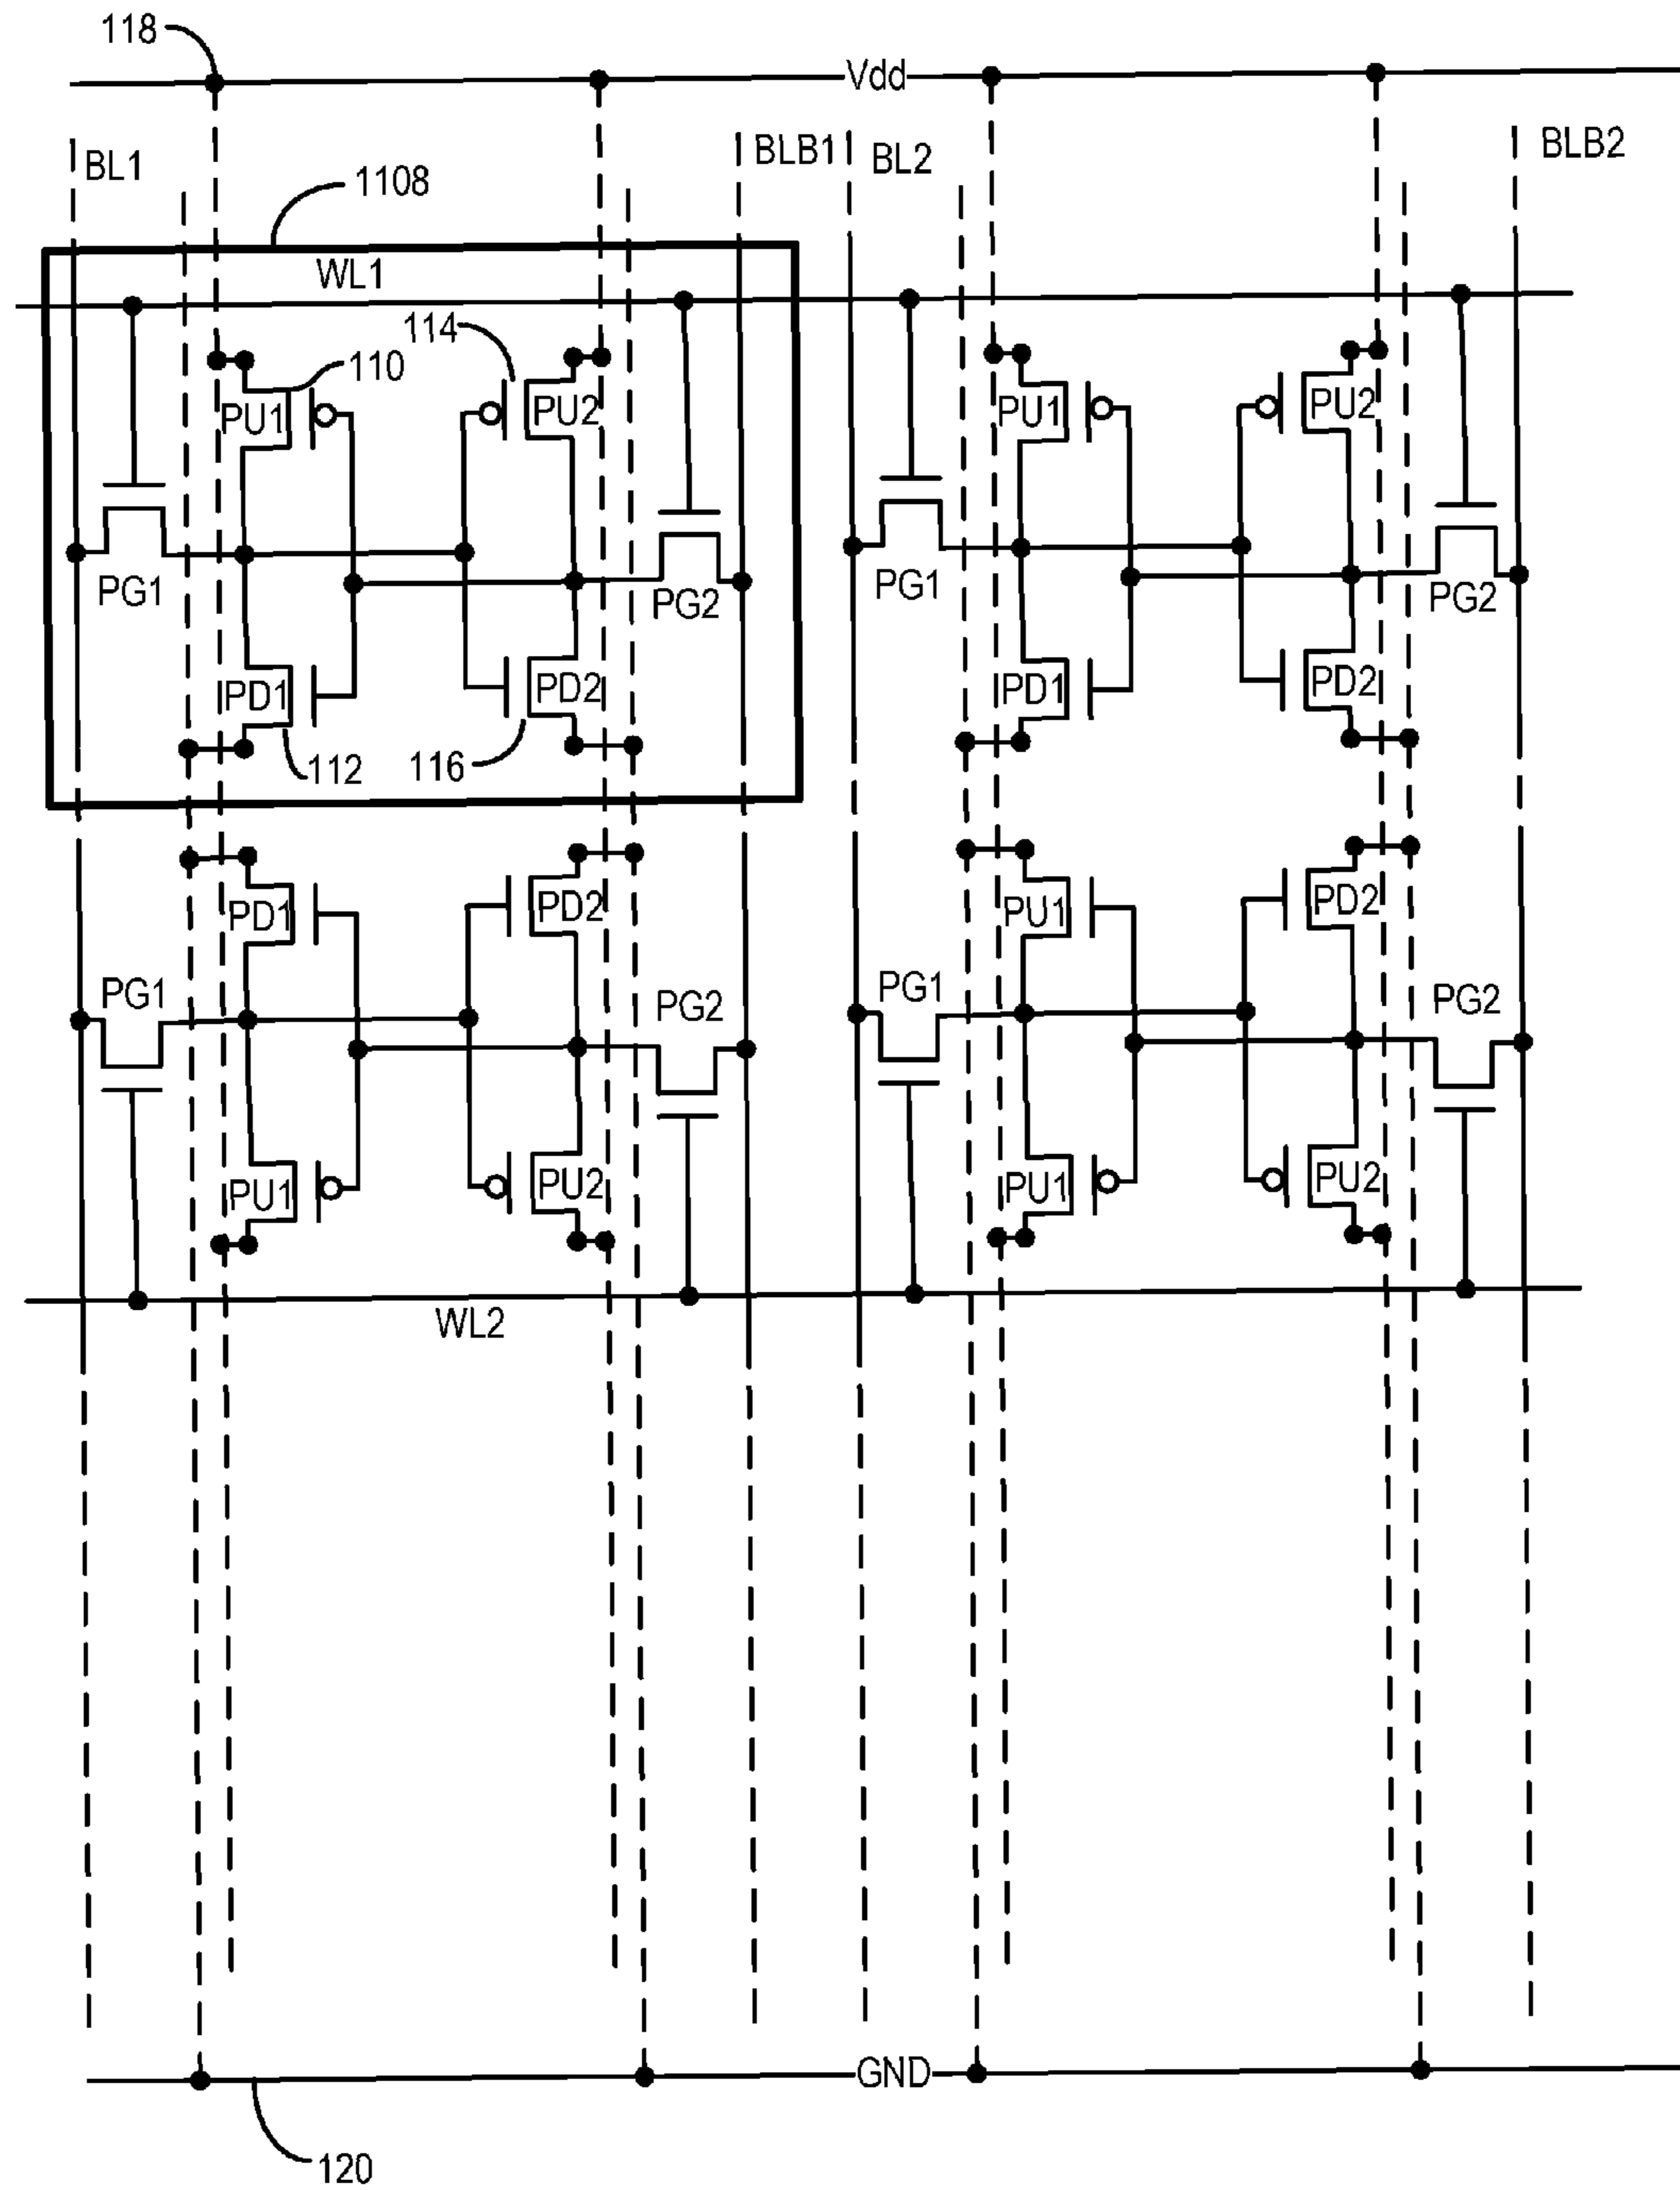 118
Vdd
BL1
BLB1
BL2
BLB2
1108
WL1
114
110
PU1
PU2
PU1
PU2
PG1
PG2
PG1
PG2
PD1
PD2
PD1
PD2
112
116
PD1
PD2
PU1
PD2
PG1
PG2
PG1
PG2
PU1
PU2
PU1
PU2
WL2
GND
120